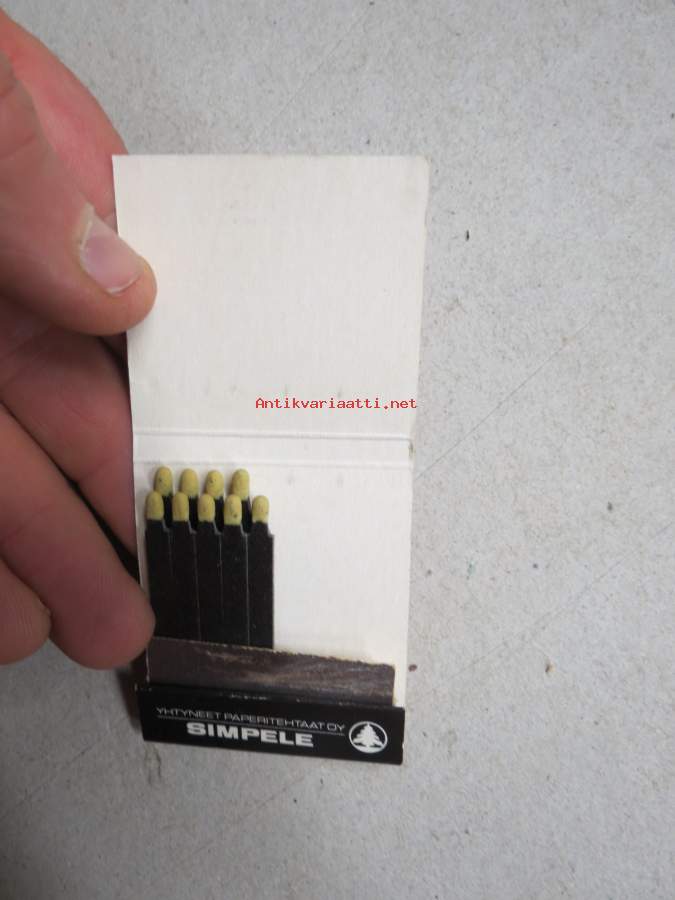 Antikvariaatti.net
YHTYNEET PAPERITEHTAAT OY
SIMPELE